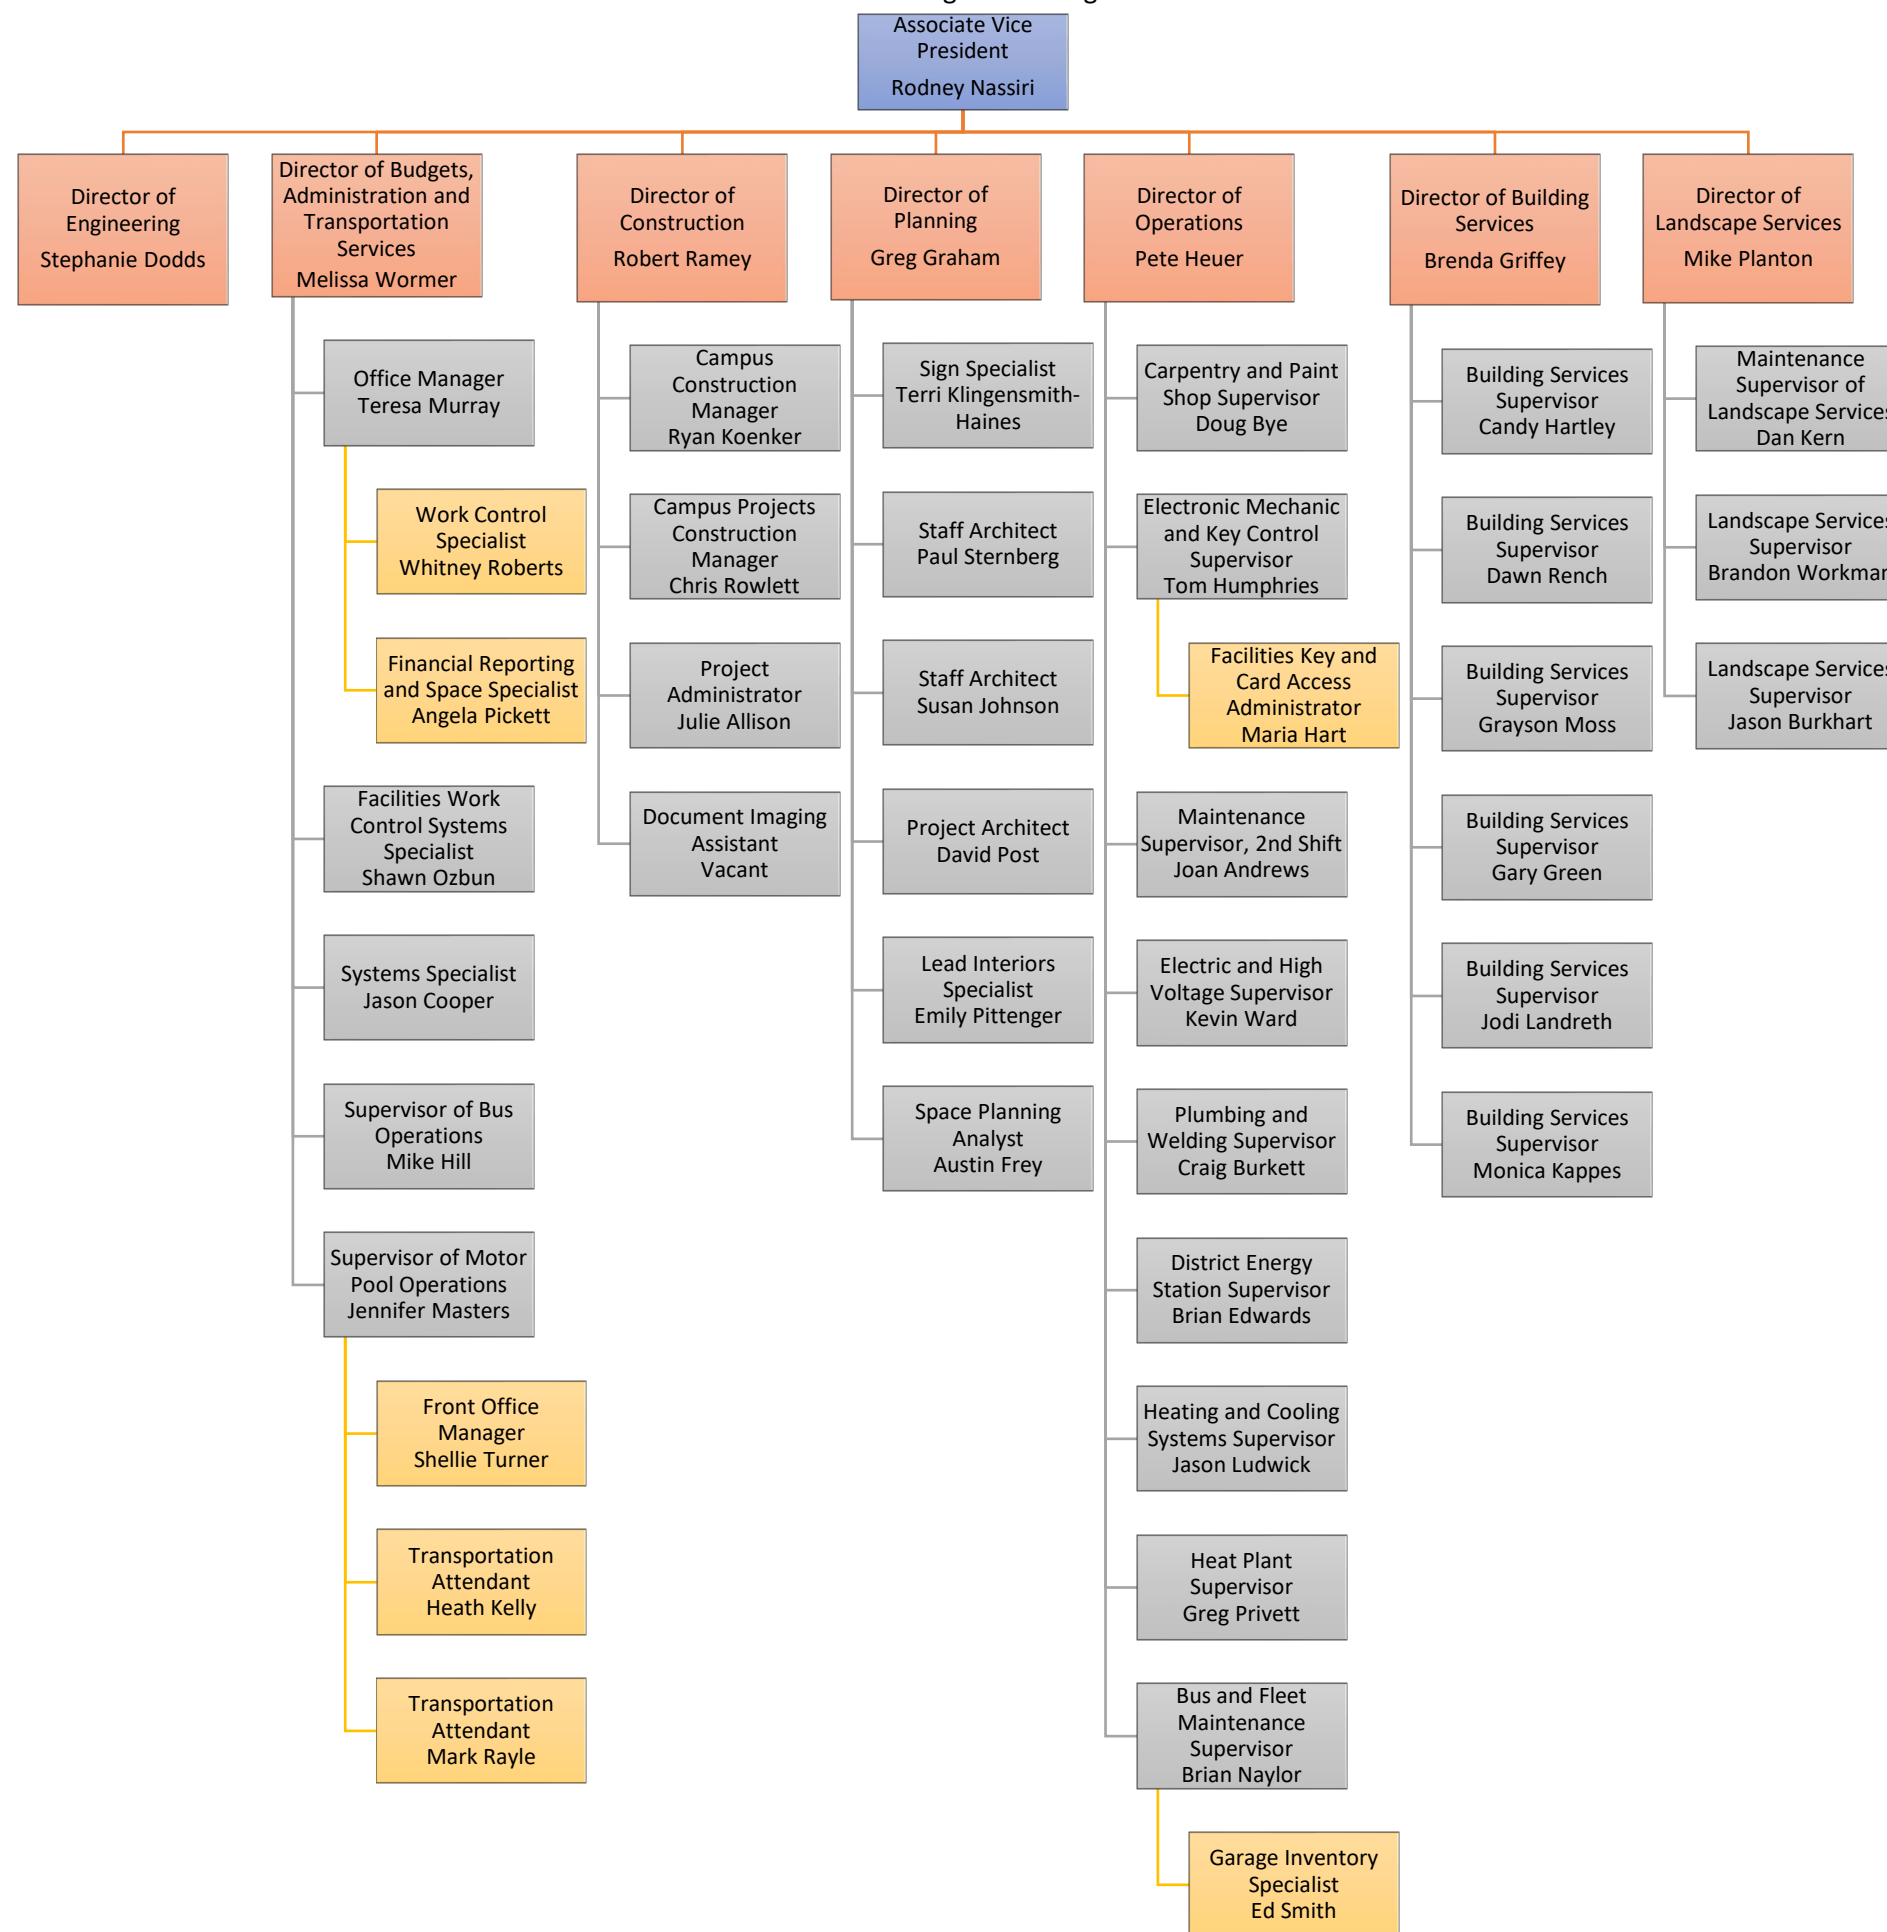 Associate Vice
President
Rodney Nassiri
Director of
Engineering
Stephanie Dodds
Director of Budgets,
Administration and
Transportation
Services
Melissa Wormer
Director of
Construction
Robert Ramey
Director of
Planning
Greg Graham
Director of
Operations
Pete Heuer
Director of Building
Services
Brenda Griffey
Director of
Landscape Services
Mike Planton
Office Manager
Teresa Murray
Work Control
Specialist
Whitney Roberts
Financial Reporting
and Space Specialist
Angela Pickett
Facilities Work
Control Systems
Specialist
Shawn Ozbun
Systems Specialist
Jason Cooper
Supervisor of Bus
Operations
Mike Hill
Supervisor of Motor
Pool Operations
Jennifer Masters
Front Office
Manager
Shellie Turner
Transportation
Attendant
Heath Kelly
Transportation
Attendant
Mark Rayle
Campus
Construction
Manager
Ryan Koenker
Campus Projects
Construction
Manager
Chris Rowlett
Project
Administrator
Julie Allison
Document Imaging
Assistant
Vacant
Sign Specialist
Terri Klingensmith-
Haines
Staff Architect
Paul Sternberg
Staff Architect
Susan Johnson
Project Architect
David Post
Lead Interiors
Specialist
Emily Pittenger
Space Planning
Analyst
Austin Frey
Carpentry and Paint
Shop Supervisor
Doug Bye
Electronic Mechanic
and Key Control
Supervisor
Tom Humphries
Facilities Key and
Card Access
Administrator
Maria Hart
Maintenance
Supervisor, 2nd Shift
Joan Andrews
Electric and High
Voltage Supervisor
Kevin Ward
Plumbing and
Welding Supervisor
Craig Burkett
District Energy
Station Supervisor
Brian Edwards
Heating and Cooling
Systems Supervisor
Jason Ludwick
Heat Plant
Supervisor
Greg Privett
Bus and Fleet
Maintenance
Supervisor
Brian Naylor
Garage Inventory
Specialist
Ed Smith
Building Services
Supervisor
Candy Hartley
Building Services
Supervisor
Dawn Rench
Building Services
Supervisor
Grayson Moss
Building Services
Supervisor
Gary Green
Building Services
Supervisor
Jodi Landreth
Building Services
Supervisor
Monica Kappes
Maintenance
Supervisor of
Landscape Services
Dan Kern
Landscape Services
Supervisor
Brandon Workman
Landscape Services
Supervisor
Jason Burkhart